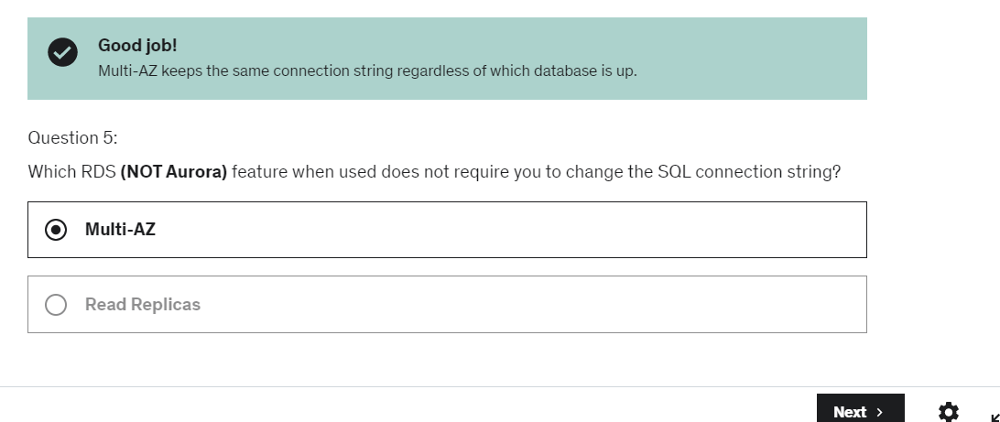 Good job!
Multi-AZ keeps the same connection string regardless of which database is up.
Question 5:
Which RDS (NOT Aurora) feature when used does not require you to change the SQL connection string?
Multi-AZ
Read Replicas
Next